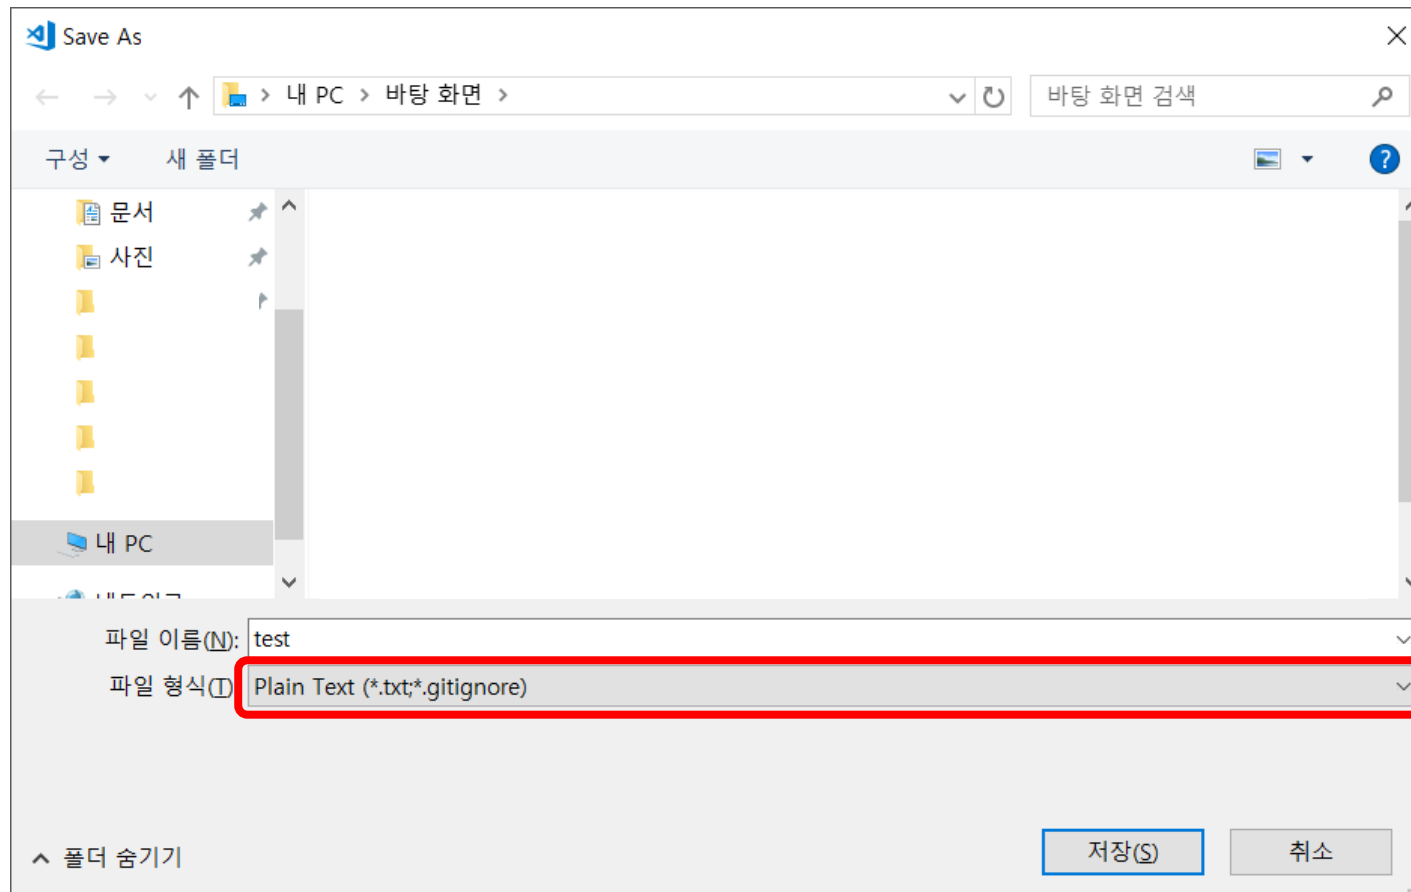 Save As
내 PC > 바탕 화면 >
바탕 화면 검색
구성
새 폴더
문서
사진
내 PC
파일 이름(N): test
파일 형식(T) Plain Text (*.txt;*.gitignore)
폴더 숨기기
저장(S)
취소